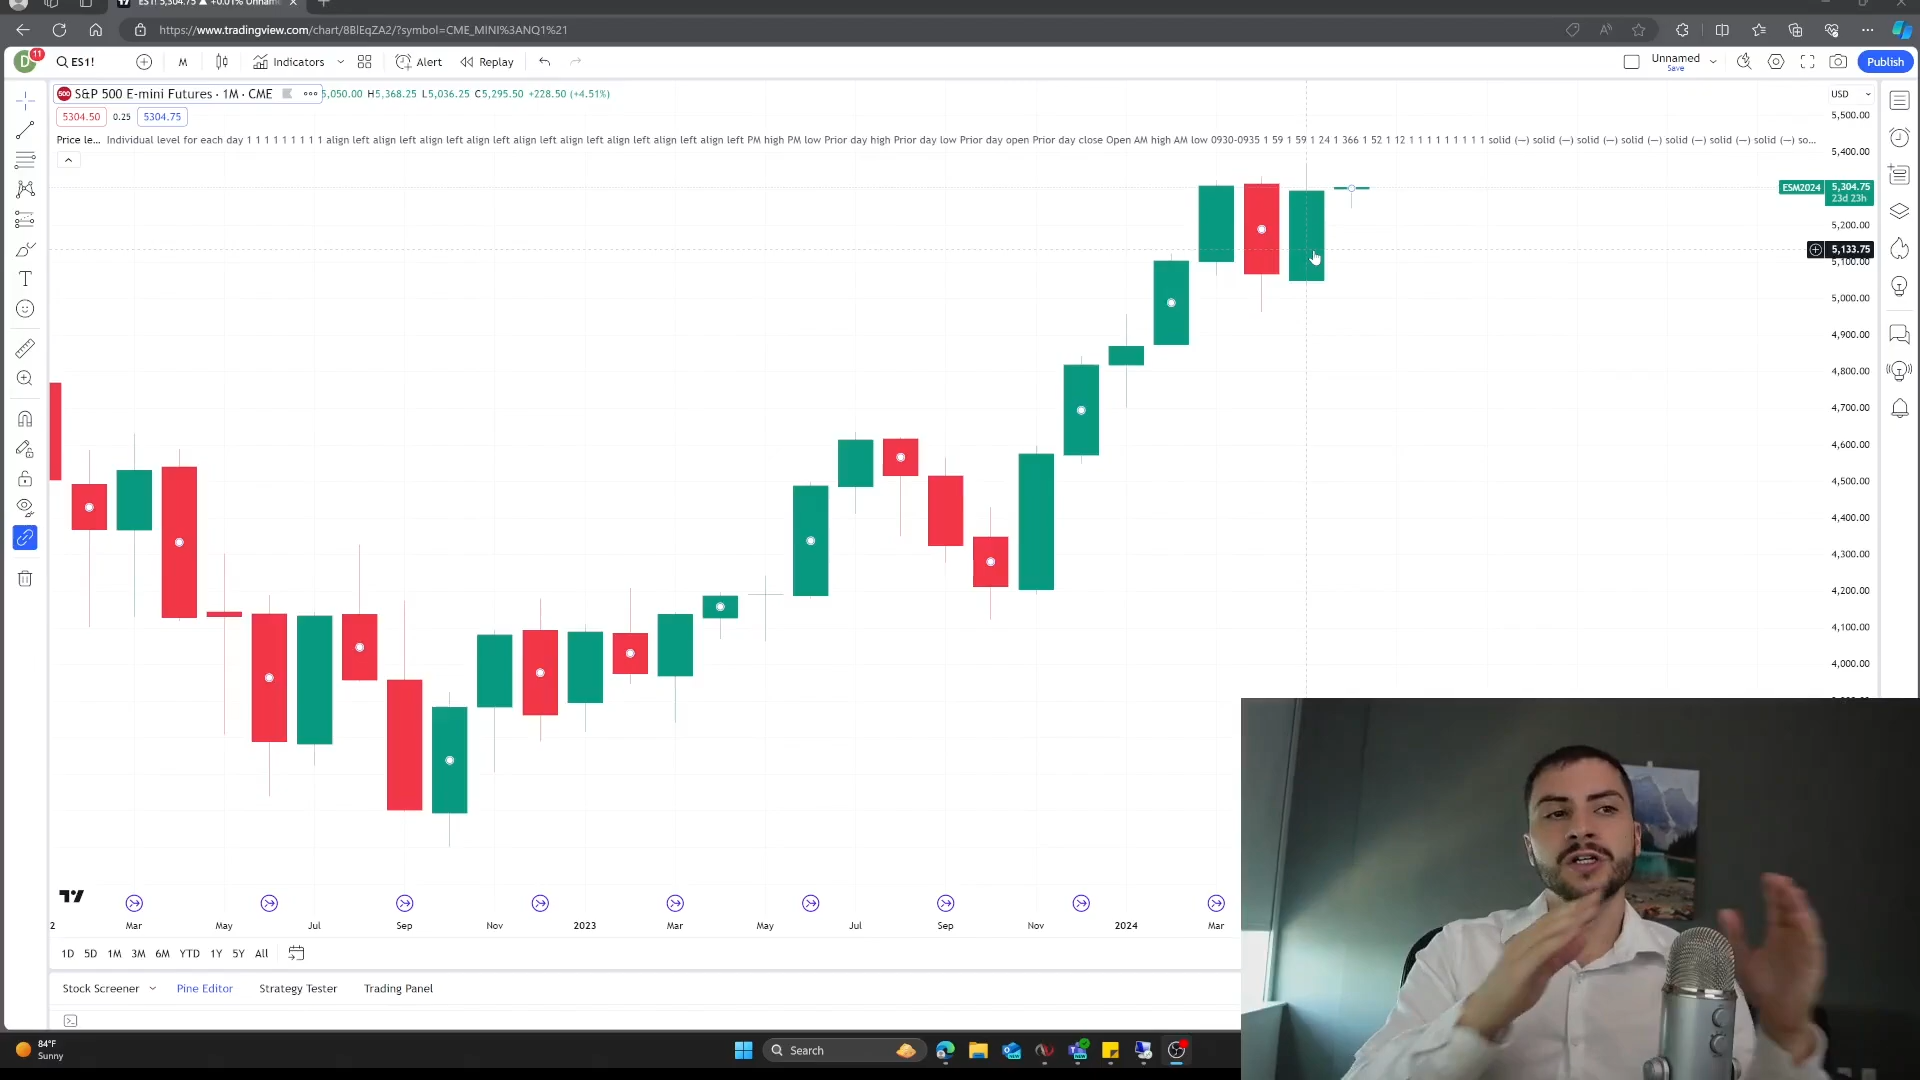 ES1! 5,304.75 ▲ +0.01% Unnam
https://www.tradingview.com/chart/8BlEqZA2/?symbol=CME_MINI%3ANQ1%21
D 11 ES1! M Indicators Alert Replay Unnamed Save Publish
500 S&P 500 E-mini Futures · 1M · CME 5,050.00 H5,368.25 L5,036.25 C5,295.50 +228.50 (+4.51%)
USD
5304.50 0.25 5304.75
5,500.00
Price le... Individual level for each day 1 1 1 1 1 1 1 1 1 align left align left align left align left align left align left align left align left align left PM high PM low Prior day high Prior day low Prior day open Prior day close Open AM high AM low 0930-0935 1 59 1 59 1 24 1 366 1 52 1 12 1 1 1 1 1 1 1 1 solid (—) solid (—) solid (—) solid (—) solid (—) solid (—) solid (—) so...
5,400.00
ESM2024 5,304.75
23d 23h
5,200.00
5,133.75
5,100.00
5,000.00
4,900.00
4,800.00
4,700.00
4,600.00
4,500.00
4,400.00
4,300.00
4,200.00
4,100.00
4,000.00
2 Mar May Jul Sep Nov 2023 Mar May Jul Sep Nov 2024 Mar
1D 5D 1M 3M 6M YTD 1Y 5Y All
Stock Screener Pine Editor Strategy Tester Trading Panel
84°F
Sunny
Search